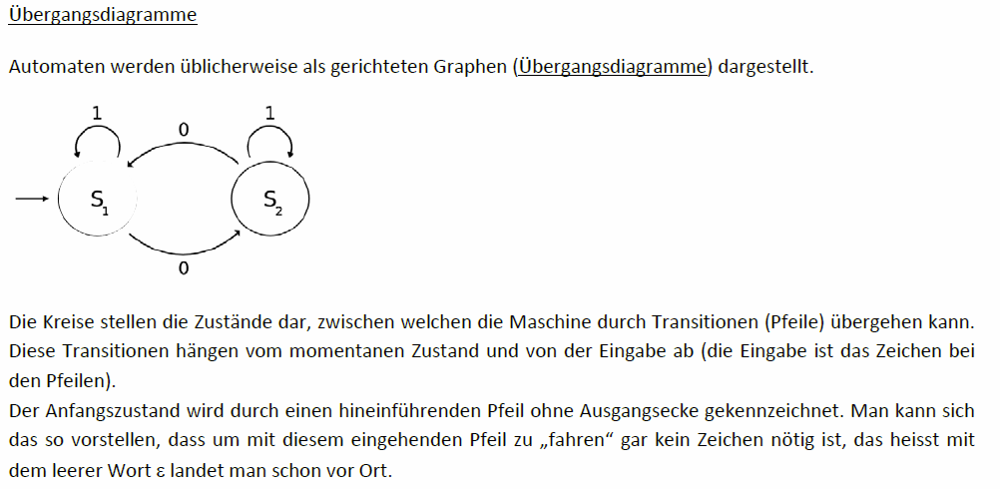 Übergangsdiagramme
Automaten werden üblicherweise als gerichteten Graphen (Übergangsdiagramme) dargestellt.
1
1
0
S1
S2
0
Die Kreise stellen die Zustände dar, zwischen welchen die Maschine durch Transitionen (Pfeile) übergehen kann.
Diese Transitionen hängen vom momentanen Zustand und von der Eingabe ab (die Eingabe ist das Zeichen bei
den Pfeilen).
Der Anfangszustand wird durch einen hineinführenden Pfeil ohne Ausgangsecke gekennzeichnet. Man kann sich
das so vorstellen, dass um mit diesem eingehenden Pfeil zu „fahren“ gar kein Zeichen nötig ist, das heisst mit
dem leerer Wort ε landet man schon vor Ort.